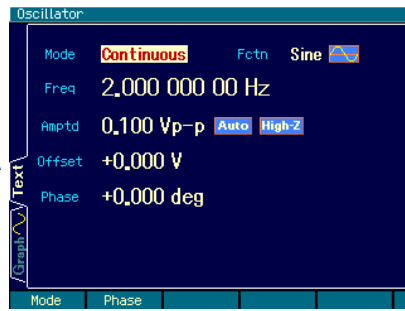 Oscillator
Mode Continuous Fctn Sine
Freq 2.000 000 00 Hz
Amptd 0.100 Vp-p Auto High-Z
Offset +0.000 V
Phase +0.000 deg
Text
Graph
Mode Phase